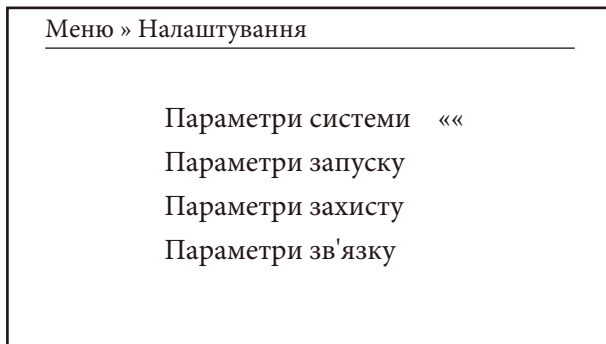 Меню » Налаштування
Параметри системи ««
Параметри запуску
Параметри захисту
Параметри зв'язку